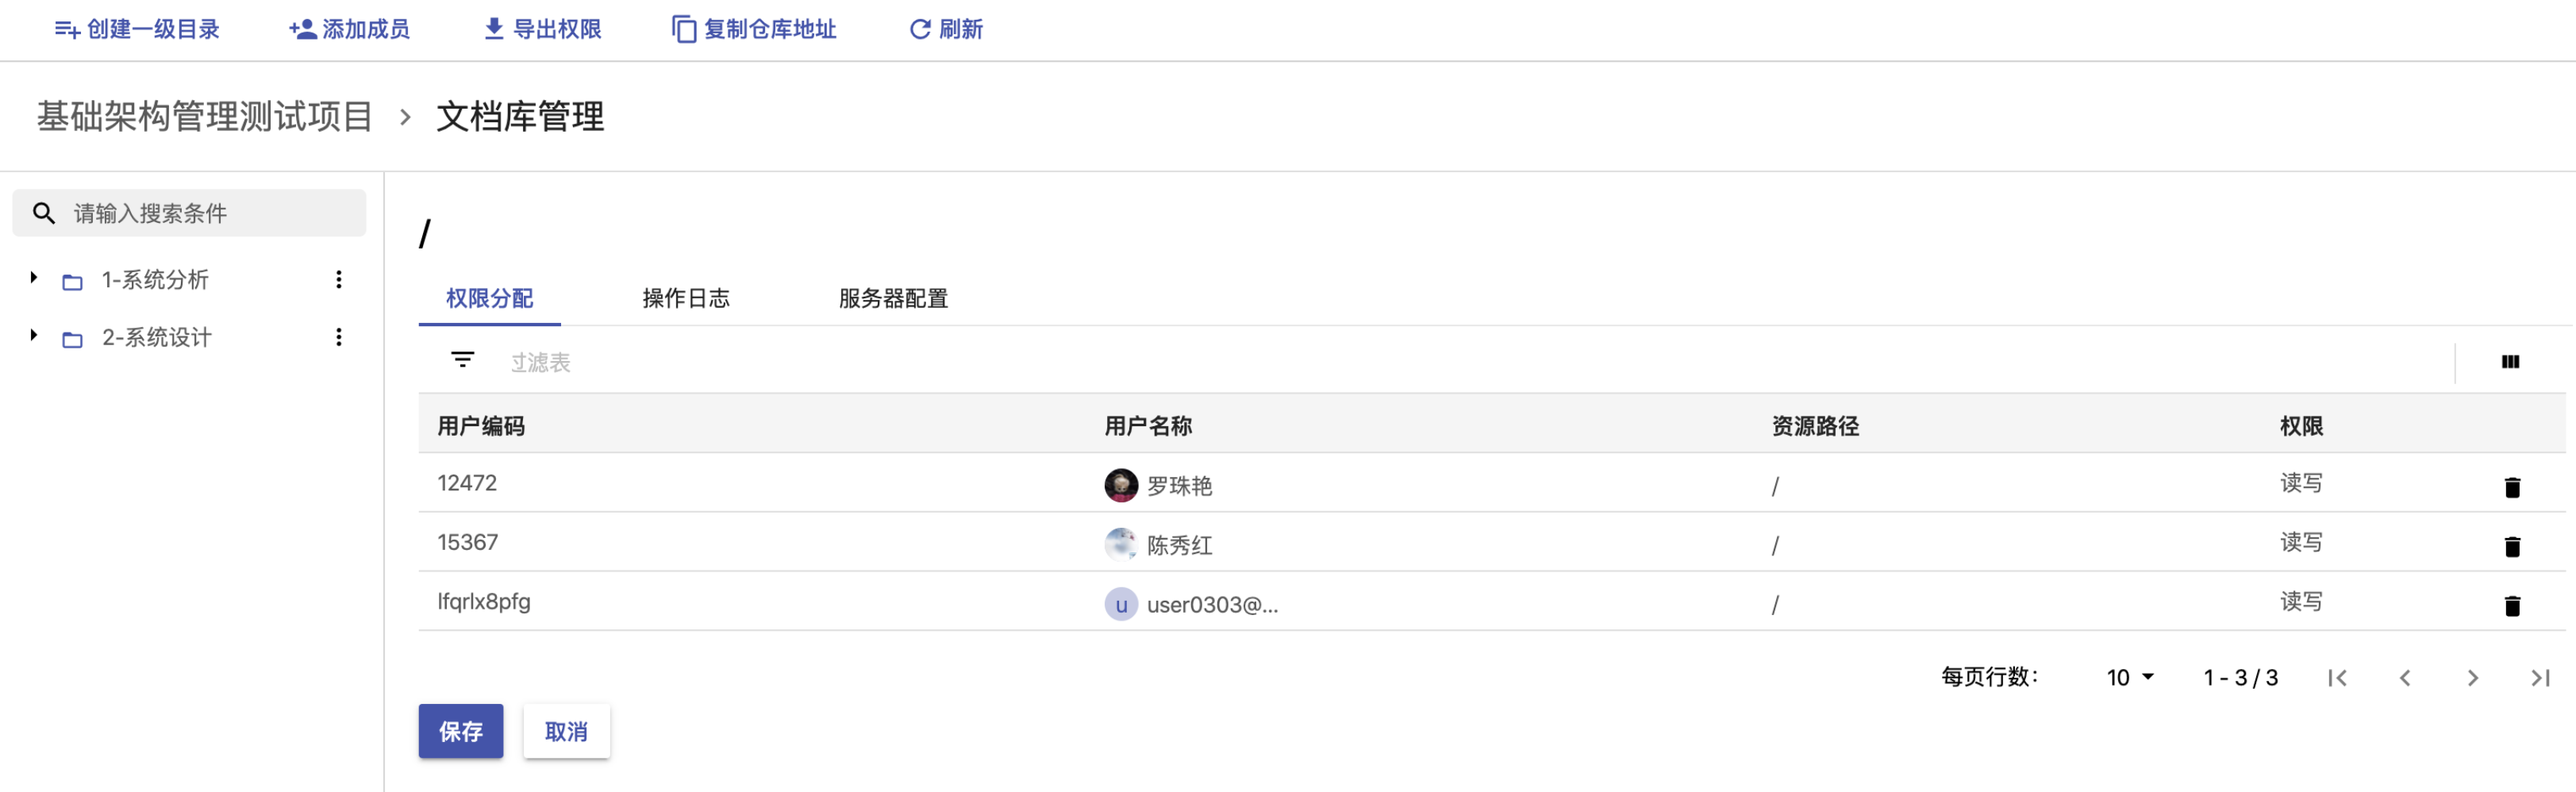 创建一级目录 添加成员 导出权限 复制仓库地址 刷新
基础架构管理测试项目 > 文档库管理
请输入搜索条件
1-系统分析
2-系统设计
/
权限分配 操作日志 服务器配置
过滤表
用户编码 用户名称 资源路径 权限
12472 罗珠艳 / 读写
15367 陈秀红 / 读写
lfqrlx8pfg u user0303@... / 读写
每页行数: 10 1 - 3 / 3
保存 取消